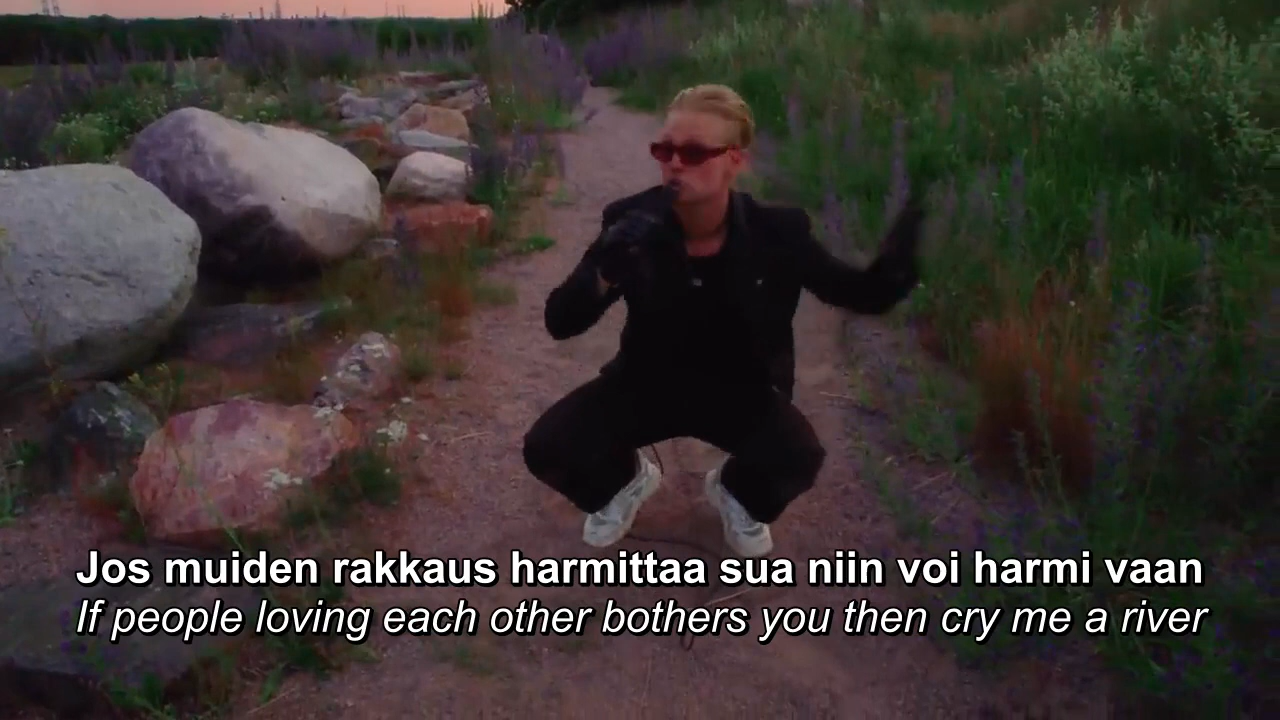 Jos muiden rakkaus harmittaa sua niin voi harmi vaan
If people loving each other bothers you then cry me a river